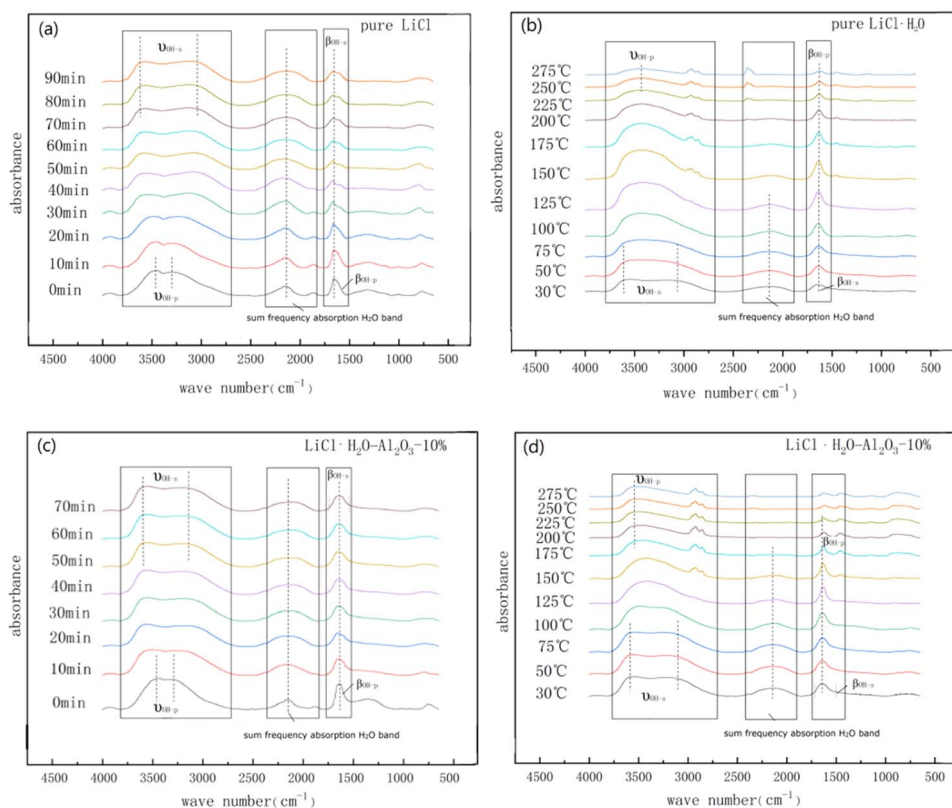 (a)
pure LiCl
υOH-s
βOH-s
90min
80min
70min
60min
50min
40min
30min
20min
10min
0min
υOH-p
βOH-p
sum frequency absorption H₂O band
absorbance
4500 4000 3500 3000 2500 2000 1500 1000 500
wave number(cm⁻¹)
(b)
pure LiCl·H₂O
υOH-p
βOH-p
275℃
250℃
225℃
200℃
175℃
150℃
125℃
100℃
75℃
50℃
30℃
υOH-s
βOH-s
sum frequency absorption H₂O band
absorbance
4500 4000 3500 3000 2500 2000 1500 1000 500
wave number(cm⁻¹)
(c)
LiCl·H₂O-Al₂O₃-10%
υOH-s
βOH-s
70min
60min
50min
40min
30min
20min
10min
0min
υOH-p
βOH-p
sum frequency absorption H₂O band
absorbance
4500 4000 3500 3000 2500 2000 1500 1000 500
wave number(cm⁻¹)
(d)
LiCl·H₂O-Al₂O₃-10%
υOH-p
275℃
250℃
225℃
200℃
βOH-p
175℃
150℃
125℃
100℃
75℃
50℃
30℃
υOH-s
βOH-s
sum frequency absorption H₂O band
absorbance
4500 4000 3500 3000 2500 2000 1500 1000 500
wave number(cm⁻¹)